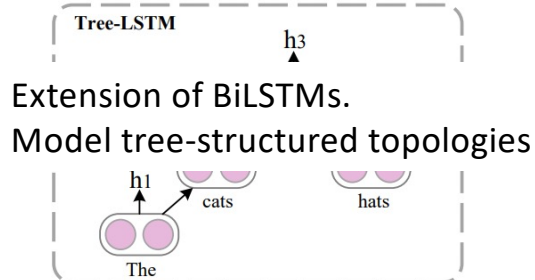 Tree-LSTM
h3
Extension of BiLSTMs.
Model tree-structured topologies
h1
cats
hats
The